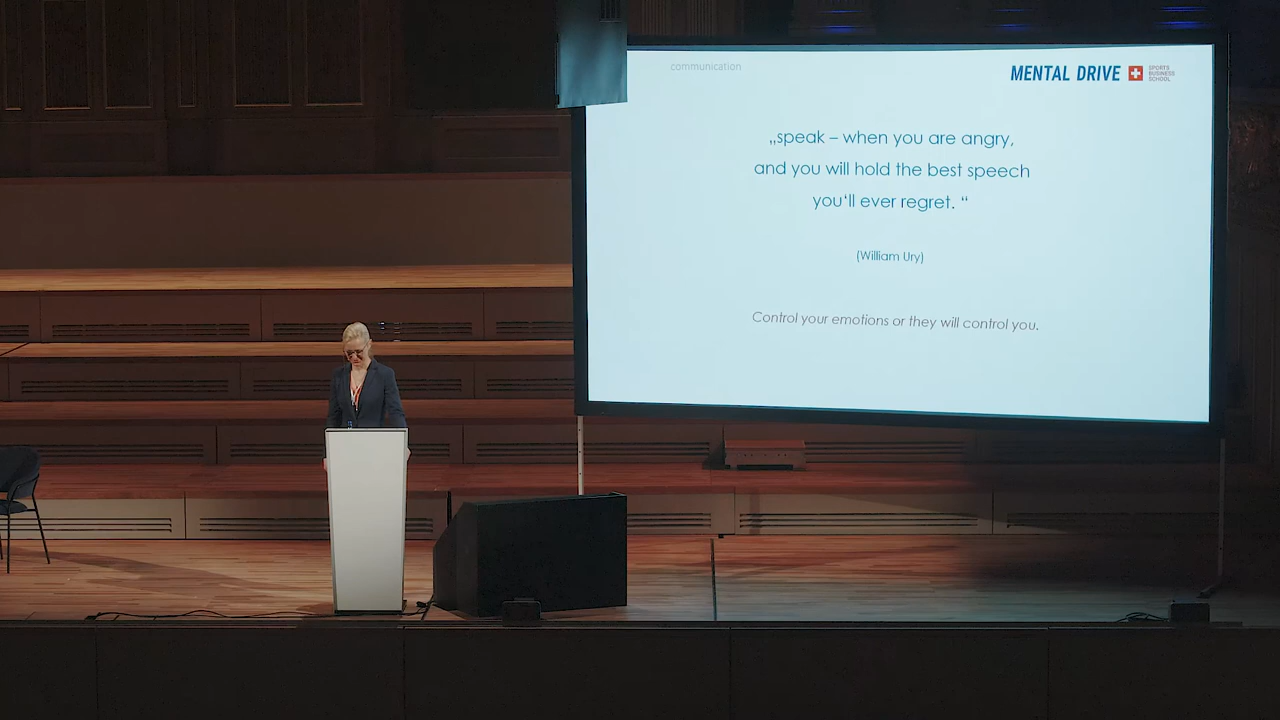 communication
MENTAL DRIVE
SPORTS
BUSINESS
SCHOOL
„speak – when you are angry,
and you will hold the best speech
you‘ll ever regret. “
(William Ury)
Control your emotions or they will control you.